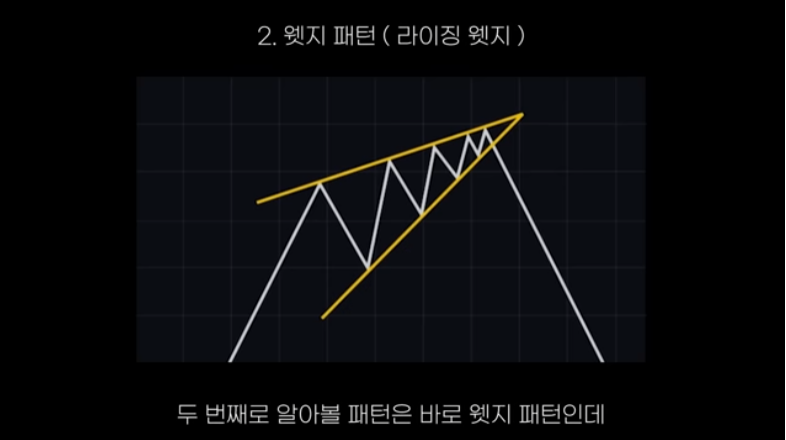 2. 웻지 패턴 ( 라이징 웻지 )
두 번째로 알아볼 패턴은 바로 웻지 패턴인데